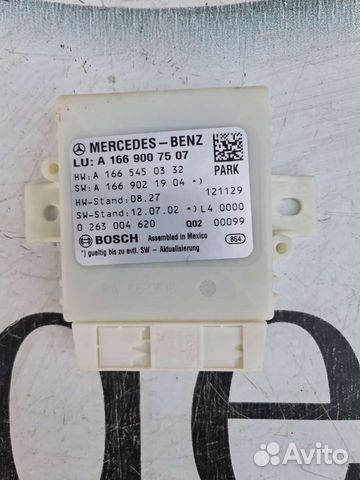 MERCEDES-BENZ
LU: A 166 900 75 07
HW: A 166 545 03 32
PARK
SW: A 166 902 19 04 *)
HW-Stand: 08.27
121129
SW-Stand: 12.07.02 *) L4 0000
0 263 004 620 Q02 00099
BOSCH Assembled in Mexico 864
*) gueltig bis zu evtl. SW - Aktualisierung
Avito